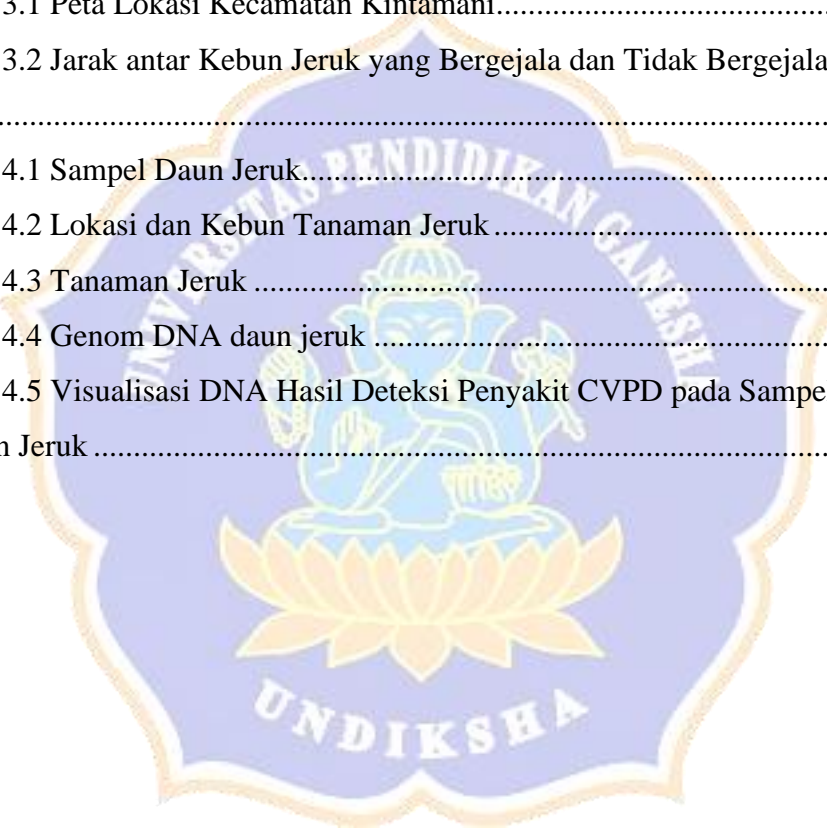 3.1 Peta Lokasi Kecamatan Kintamani........................................
3.2 Jarak antar Kebun Jeruk yang Bergejala dan Tidak Bergejala
................................................................................
4.1 Sampel Daun Jeruk................................................................
4.2 Lokasi dan Kebun Tanaman Jeruk........................................
4.3 Tanaman Jeruk......................................................................
4.4 Genom DNA daun jeruk.......................................................
4.5 Visualisasi DNA Hasil Deteksi Penyakit CVPD pada Sampe
n Jeruk.................................................................................
UNIVERSITAS PENDIDIKAN GANESHA
UNDIKSHA